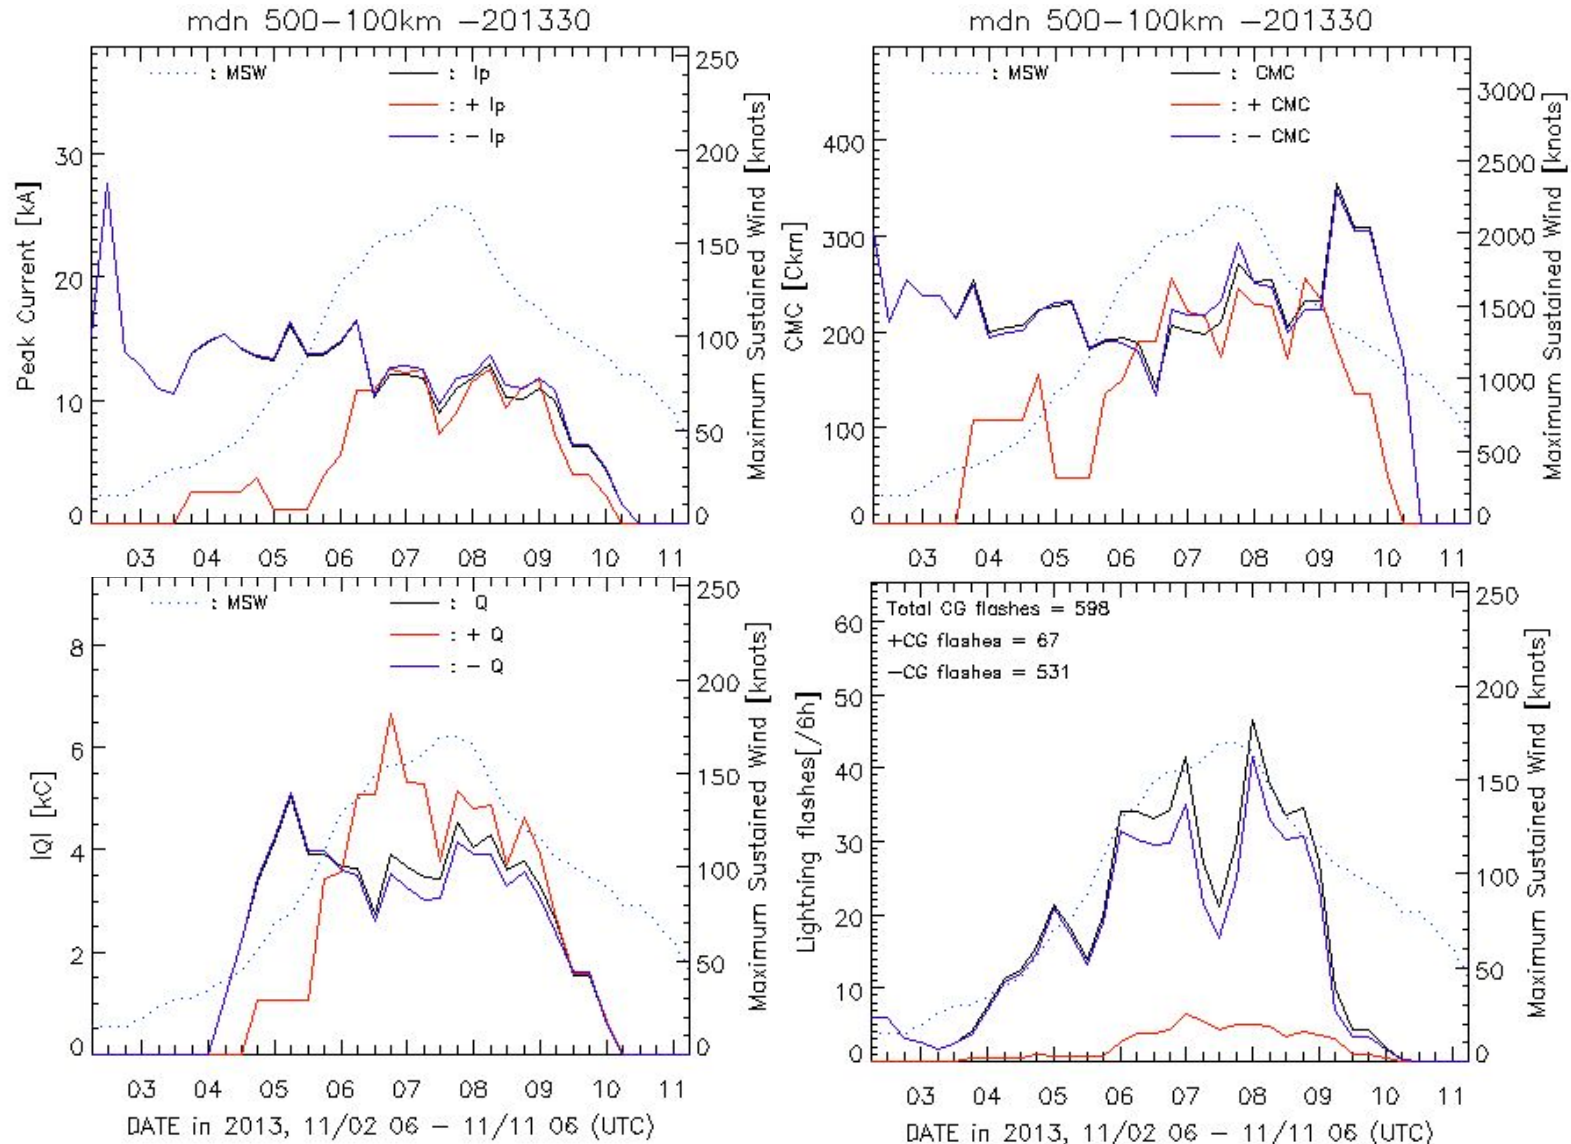 mdn 500-100km -201330
: MSW
: Ip
: + Ip
: - Ip
Peak Current [kA]
0
10
20
30
Maximum Sustained Wind [knots]
0
50
100
150
200
250
03 04 05 06 07 08 09 10 11
mdn 500-100km -201330
: MSW
: CMC
: + CMC
: - CMC
CMC [Ckm]
0
100
200
300
400
Maximum Sustained Wind [knots]
0
500
1000
1500
2000
2500
3000
03 04 05 06 07 08 09 10 11
: MSW
: Q
: + Q
: - Q
|Q| [kC]
0
2
4
6
8
Maximum Sustained Wind [knots]
0
50
100
150
200
250
03 04 05 06 07 08 09 10 11
DATE in 2013, 11/02 06 - 11/11 06 (UTC)
Total CG flashes = 598
+CG flashes = 67
-CG flashes = 531
Lightning flashes[/6h]
0
10
20
30
40
50
60
Maximum Sustained Wind [knots]
0
50
100
150
200
250
03 04 05 06 07 08 09 10 11
DATE in 2013, 11/02 06 - 11/11 06 (UTC)